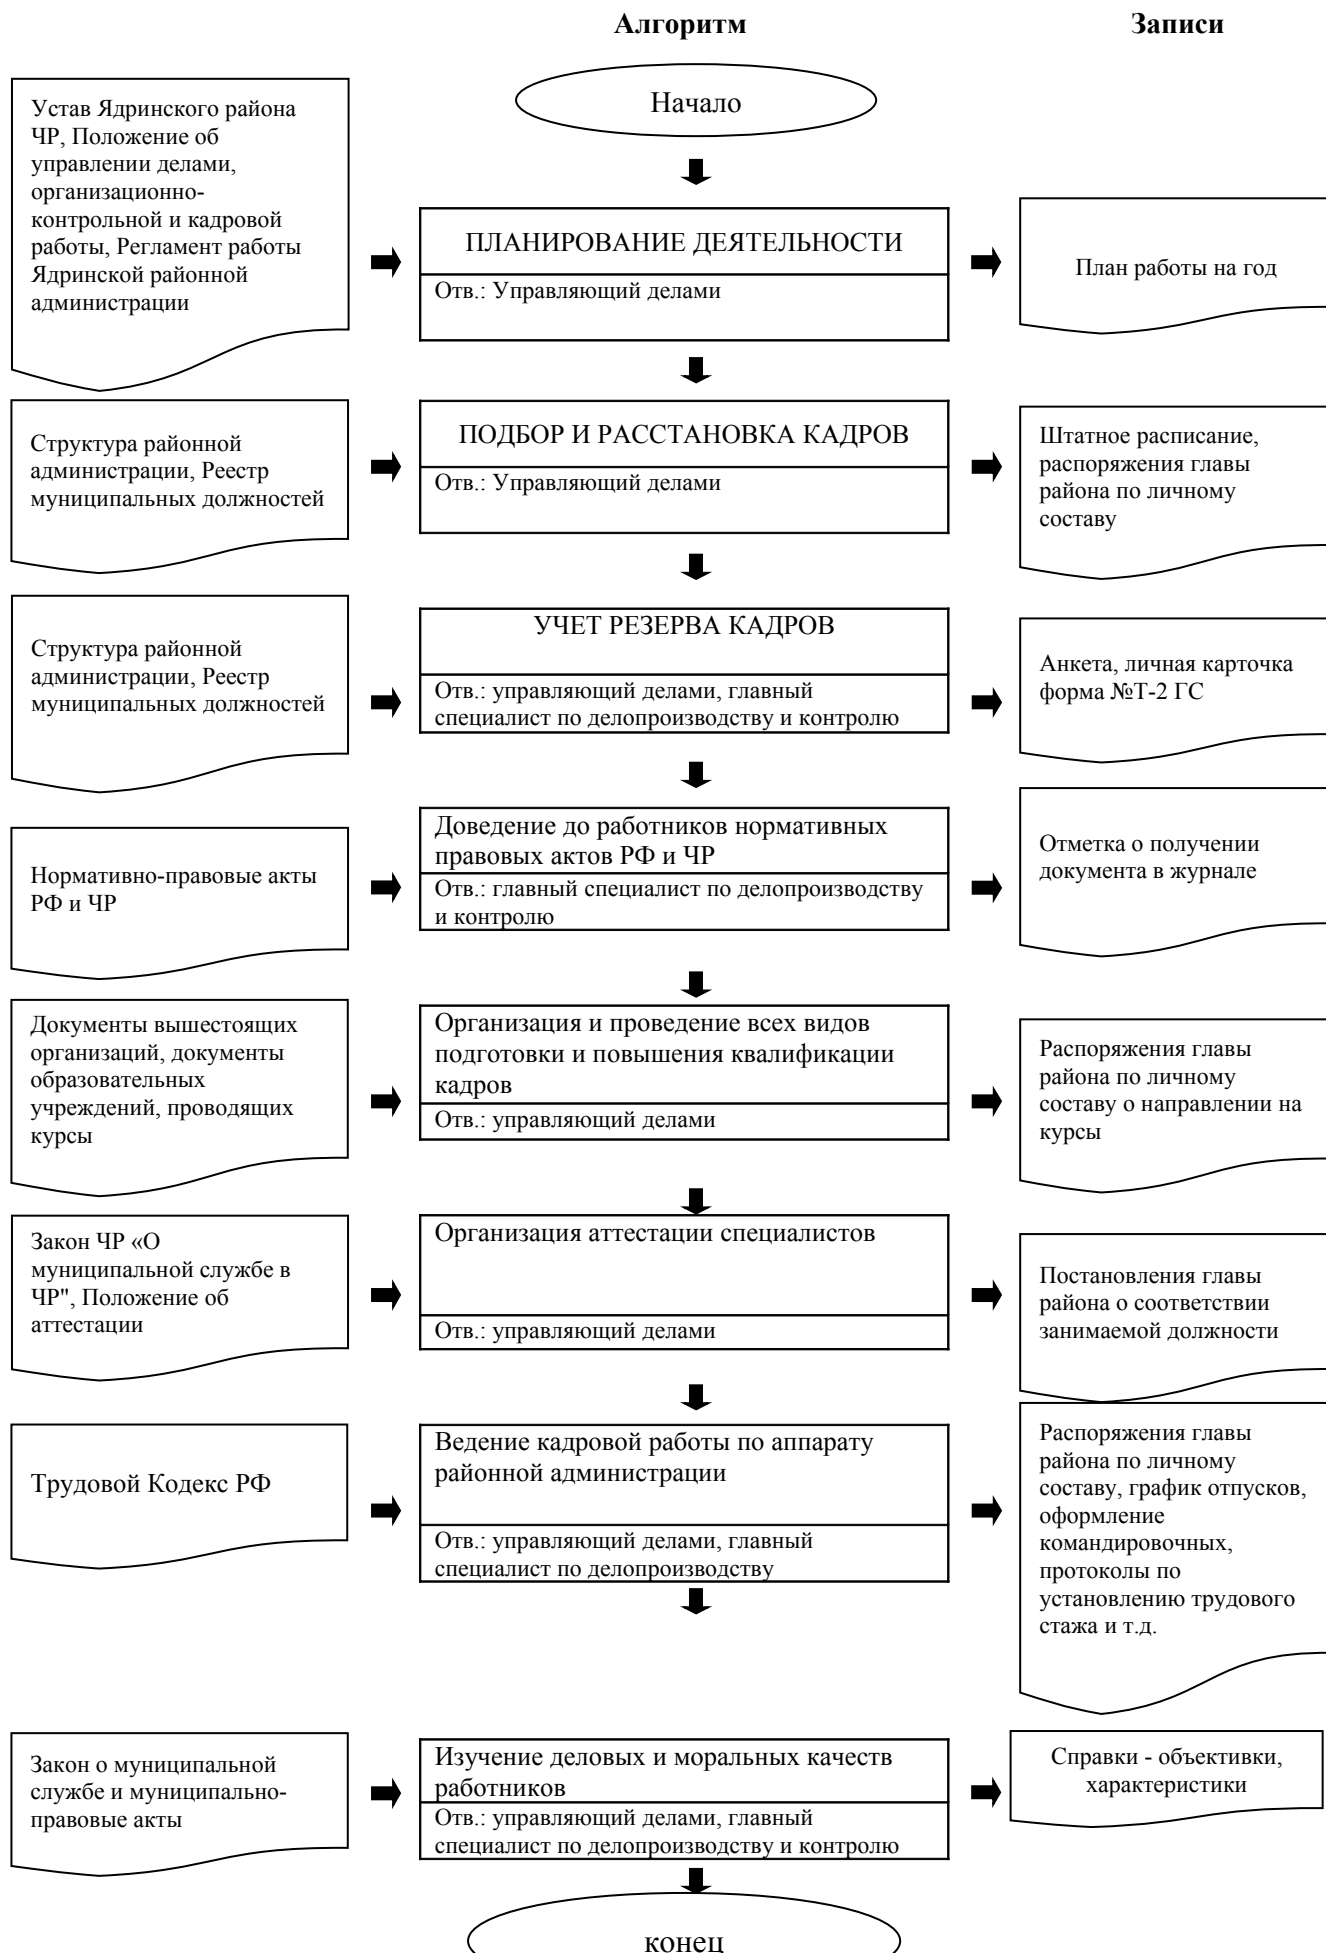 Алгоритм
Записи
Начало
Устав Ядринского района
ЧР, Положение об
управлении делами,
организационно-
контрольной и кадровой
работы, Регламент работы
Ядринской районной
администрации
ПЛАНИРОВАНИЕ ДЕЯТЕЛЬНОСТИ
Отв.: Управляющий делами
План работы на год
Структура районной
администрации, Реестр
муниципальных должностей
ПОДБОР И РАССТАНОВКА КАДРОВ
Отв.: Управляющий делами
Штатное расписание,
распоряжения главы
района по личному
составу
Структура районной
администрации, Реестр
муниципальных должностей
УЧЕТ РЕЗЕРВА КАДРОВ
Отв.: управляющий делами, главный
специалист по делопроизводству и контролю
Анкета, личная карточка
форма №Т-2 ГС
Нормативно-правовые акты
РФ и ЧР
Доведение до работников нормативных
правовых актов РФ и ЧР
Отв.: главный специалист по делопроизводству
и контролю
Отметка о получении
документа в журнале
Документы вышестоящих
организаций, документы
образовательных
учреждений, проводящих
курсы
Организация и проведение всех видов
подготовки и повышения квалификации
кадров
Отв.: управляющий делами
Распоряжения главы
района по личному
составу о направлении на
курсы
Закон ЧР «О
муниципальной службе в
ЧР", Положение об
аттестации
Организация аттестации специалистов
Отв.: управляющий делами
Постановления главы
района о соответствии
занимаемой должности
Трудовой Кодекс РФ
Ведение кадровой работы по аппарату
районной администрации
Отв.: управляющий делами, главный
специалист по делопроизводству
Распоряжения главы
района по личному
составу, график отпусков,
оформление
командировочных,
протоколы по
установлению трудового
стажа и т.д.
Закон о муниципальной
службе и муниципально-
правовые акты
Изучение деловых и моральных качеств
работников
Отв.: управляющий делами, главный
специалист по делопроизводству и контролю
Справки - объективки,
характеристики
конец